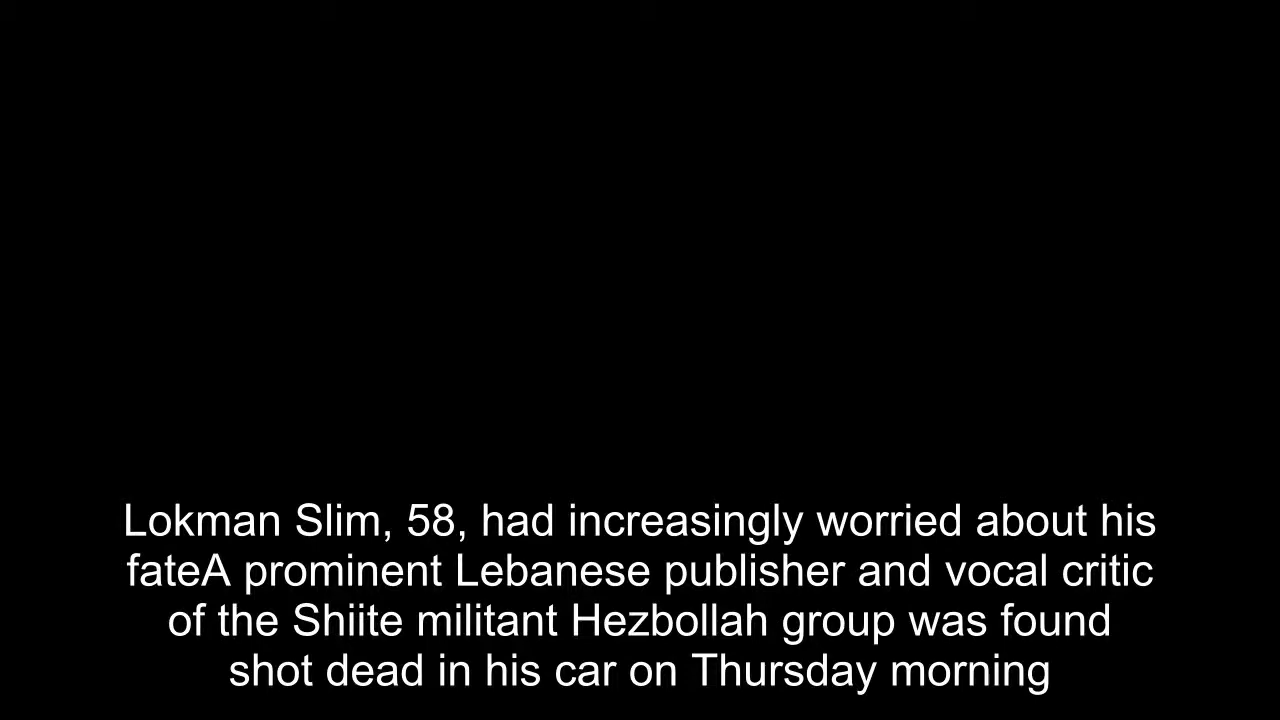 Lokman Slim, 58, had increasingly worried about his
fateA prominent Lebanese publisher and vocal critic
of the Shiite militant Hezbollah group was found
shot dead in his car on Thursday morning